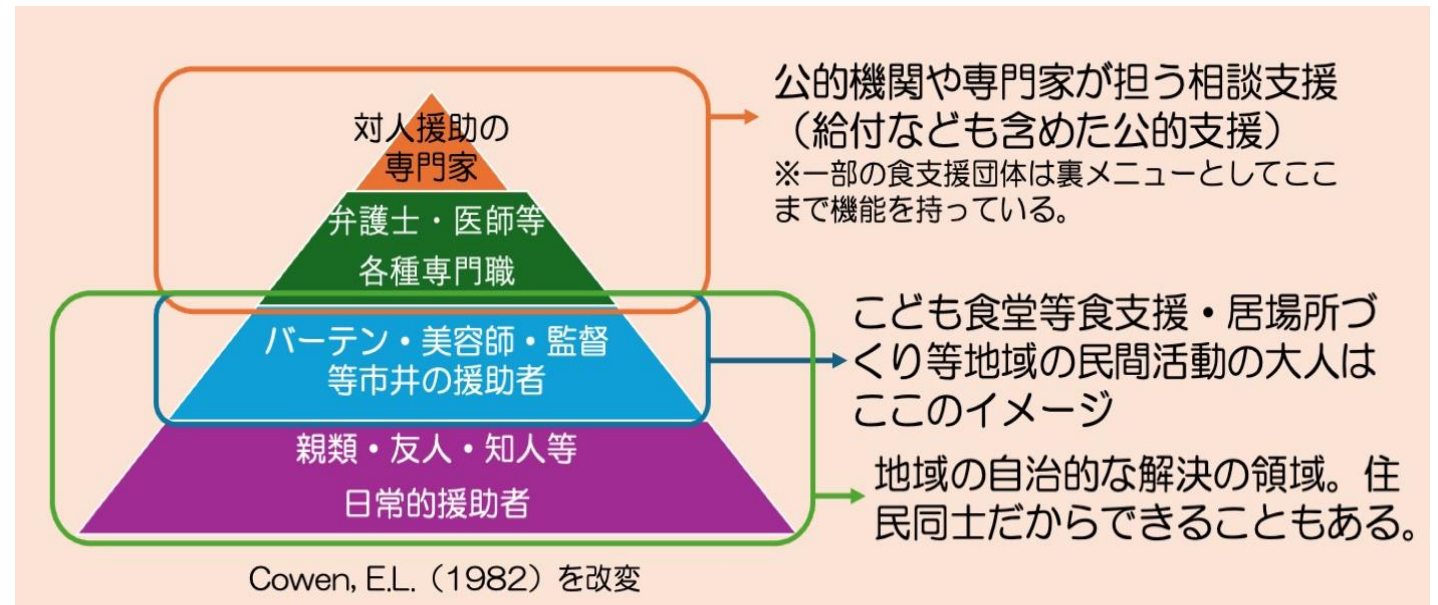 対人援助の
専門家
弁護士・医師等
各種専門職
バーテン・美容師・監督
等市井の援助者
親類・友人・知人等
日常的援助者
Cowen, E.L.（1982）を改変
公的機関や専門家が担う相談支援
（給付なども含めた公的支援）
※一部の食支援団体は裏メニューとしてここ
まで機能を持っている。
こども食堂等食支援・居場所づ
くり等地域の民間活動の大人は
ここのイメージ
地域の自治的な解決の領域。住
民同士だからできることもある。